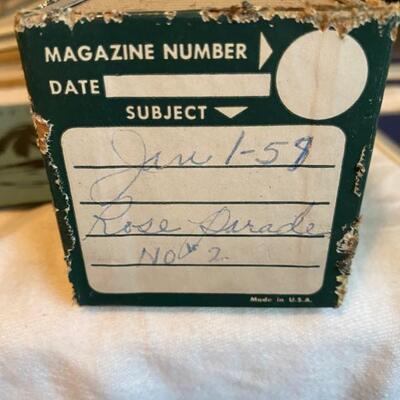 MAGAZINE NUMBER
DATE
SUBJECT
Jan 1-58
Rose Parade
No 2.
Made in U.S.A.